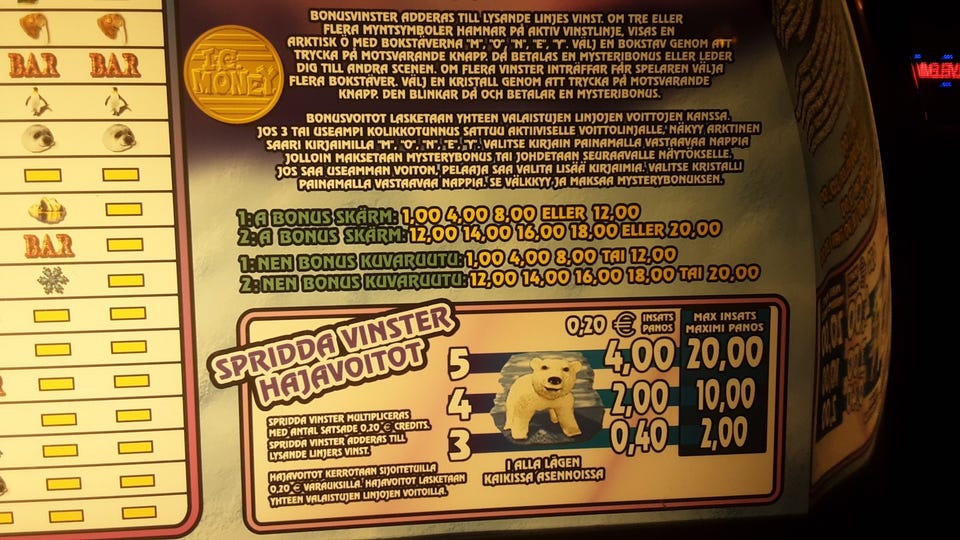 BAR BAR
BAR
I.C.
MONEY
BONUSVINSTER ADDERAS TILL LYSANDE LINJES VINST. OM TRE ELLER
FLERA MYNTSYMBOLER HAMNAR PÅ AKTIV VINSTLINJE, VISAS EN
ARKTISK Ö MED BOKSTÄVERNA "M", "O", "N", "E", "Y". VÄLJ EN BOKSTAV GENOM ATT
TRYCKA PÅ MOTSVARANDE KNAPP. DÅ BETALAS EN MYSTERIBONUS ELLER LEDER
DIG TILL ANDRA SCENEN. OM FLERA VINSTER INTRÄFFAR FÅR SPELAREN VÄLJA
FLERA BOKSTÄVER. VÄLJ EN KRISTALL GENOM ATT TRYCKA PÅ MOTSVARANDE
KNAPP. DEN BLINKAR DÅ OCH BETALAR EN MYSTERIBONUS.
BONUSVOITOT LASKETAAN YHTEEN VALAISTUJEN LINJOJEN VOITTOJEN KANSSA.
JOS 3 TAI USEAMPI KOLIKKOTUNNUS SATTUU AKTIIVISELLE VOITTOLINJALLE, NÄKYY ARKTINEN
SAARI KIRJAIMILLA "M", "O", "N", "E", "Y". VALITSE KIRJAIN PAINAMALLA VASTAAVAA NAPPIA
JOLLOIN MAKSETAAN MYSTERYBONUS TAI JOHDETAAN SEURAAVALLE NÄYTÖKSELLE.
JOS SAA USEAMMAN VOITON, PELAAJA SAA VALITA LISÄÄ KIRJAIMIA. VALITSE KRISTALLI
PAINAMALLA VASTAAVAA NAPPIA. SE VÄLKKYY JA MAKSAA MYSTERYBONUKSEN.
1:A BONUS SKÄRM: 1,00 4,00 8,00 ELLER 12,00
2:A BONUS SKÄRM: 12,00 14,00 16,00 18,00 ELLER 20,00
1:NEN BONUS KUVARUUTU: 1,00 4,00 8,00 TAI 12,00
2:NEN BONUS KUVARUUTU: 12,00 14,00 16,00 18,00 TAI 20,00
SPRIDDA VINSTER
HAJAVOITOT
0,20 € INSATS PANOS
MAX INSATS
MAXIMI PANOS
5 4,00 20,00
4 2,00 10,00
3 0,40 2,00
SPRIDDA VINSTER MULTIPLICERAS
MED ANTAL SATSADE 0,20 € CREDITS.
SPRIDDA VINSTER ADDERAS TILL
LYSANDE LINJERS VINST.
HAJAVOITOT KERROTAAN SIJOITETUILLA
0,20 € VARAUKSILLA. HAJAVOITOT LASKETAAN
YHTEEN VALAISTUJEN LINJOJEN VOITOILLA.
I ALLA LÄGEN
KAIKISSA ASENNOISSA